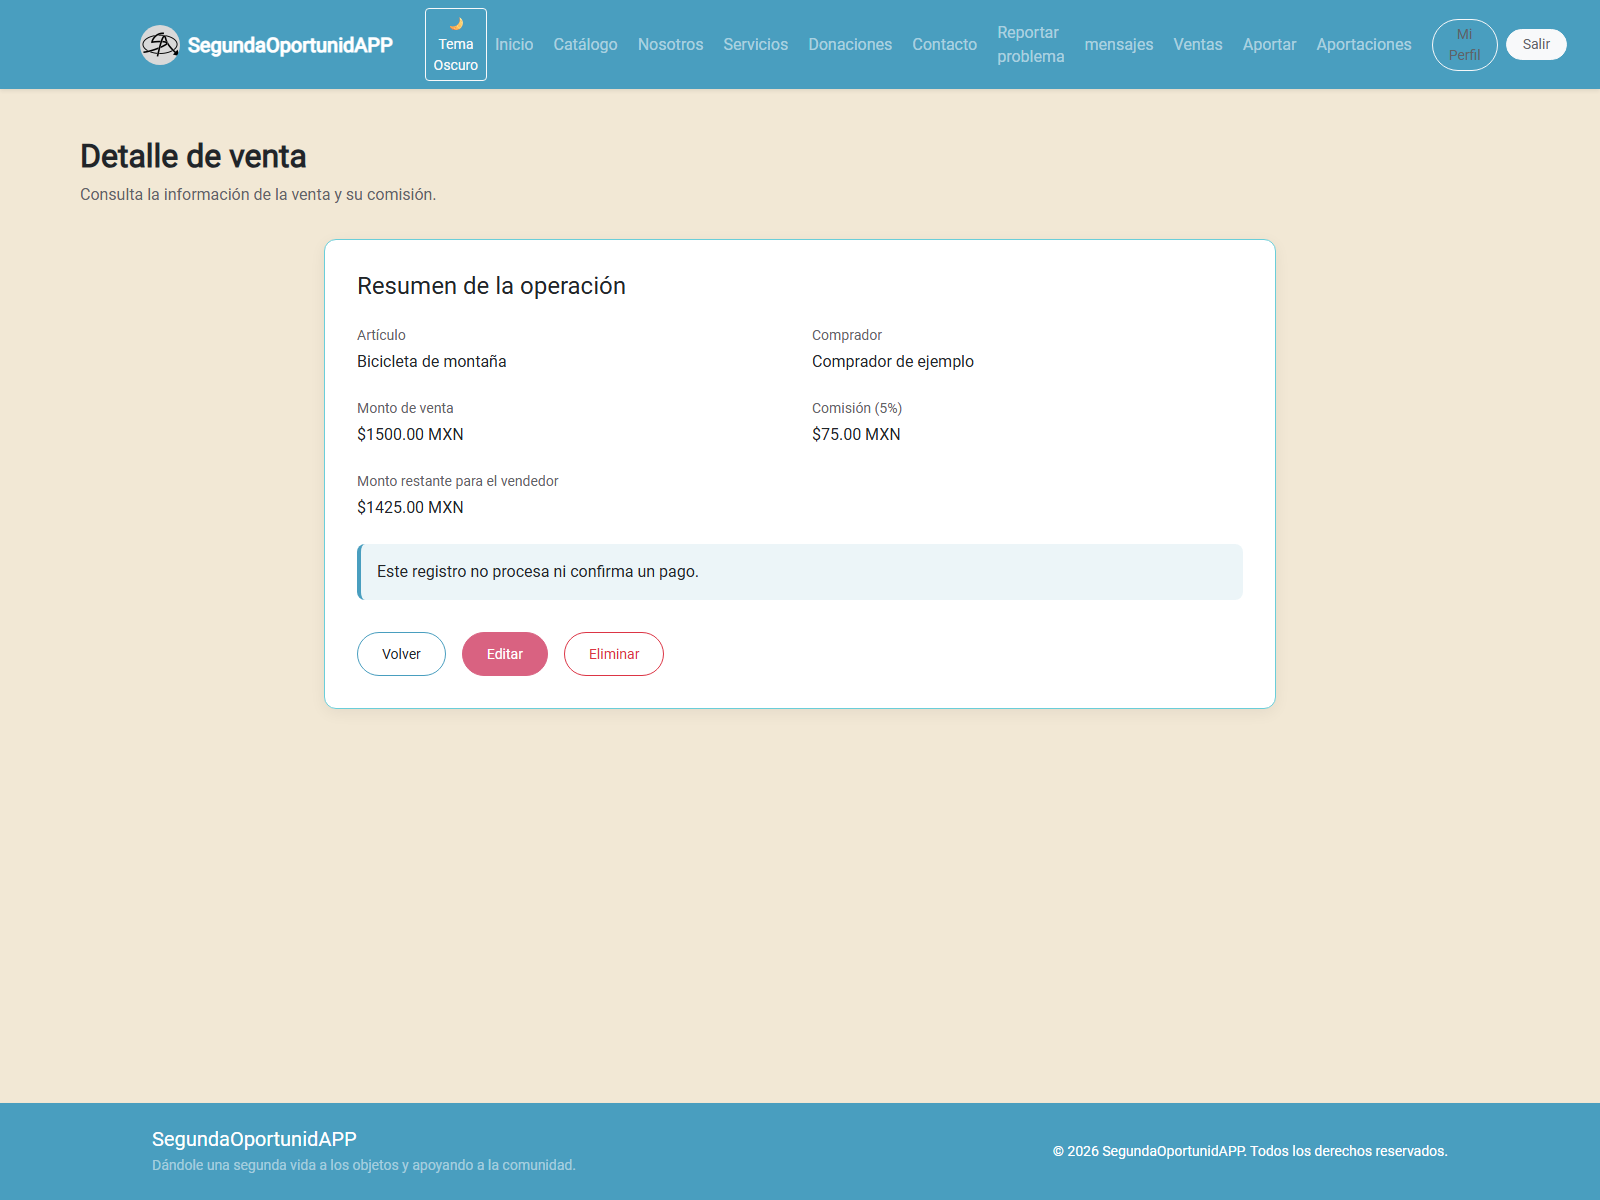 SegundaOportunidAPP
🌙
Tema
Oscuro
Inicio
Catálogo
Nosotros
Servicios
Donaciones
Contacto
Reportar
problema
mensajes
Ventas
Aportar
Aportaciones
Mi
Perfil
Salir
Detalle de venta
Consulta la información de la venta y su comisión.
Resumen de la operación
Artículo
Bicicleta de montaña
Comprador
Comprador de ejemplo
Monto de venta
$1500.00 MXN
Comisión (5%)
$75.00 MXN
Monto restante para el vendedor
$1425.00 MXN
Este registro no procesa ni confirma un pago.
Volver
Editar
Eliminar
SegundaOportunidAPP
Dándole una segunda vida a los objetos y apoyando a la comunidad.
© 2026 SegundaOportunidAPP. Todos los derechos reservados.